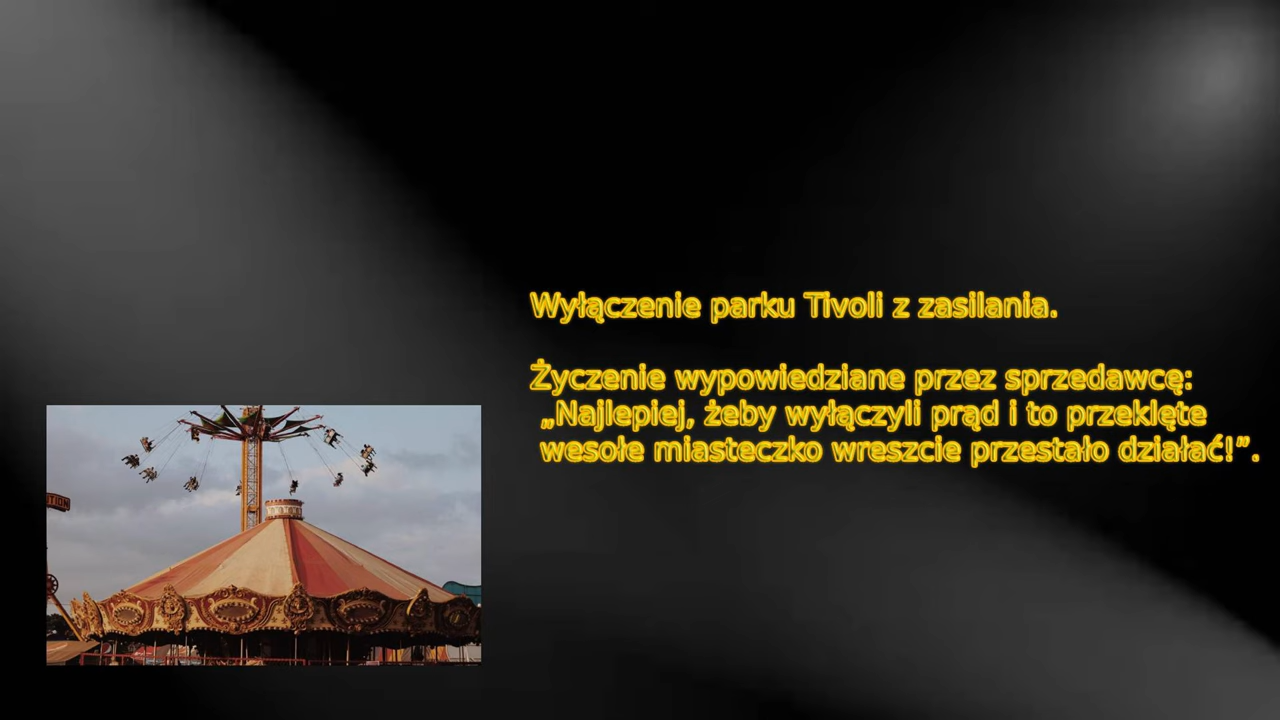 Wyłączenie parku Tivoli z zasilania.
Życzenie wypowiedziane przez sprzedawcę:
„Najlepiej, żeby wyłączyli prąd i to przeklęte
wesołe miasteczko wreszcie przestało działać!”.